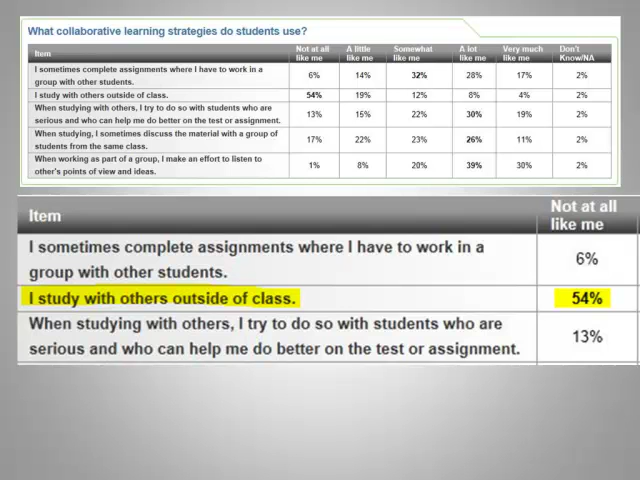 What collaborative learning strategies do students use?
Item Not at all like me A little like me Somewhat like me A lot like me Very much like me Don't Know/NA
I sometimes complete assignments where I have to work in a
group with other students. 6% 14% 32% 28% 17% 2%
I study with others outside of class. 54% 19% 12% 8% 4% 2%
When studying with others, I try to do so with students who are
serious and who can help me do better on the test or assignment. 13% 15% 22% 30% 19% 2%
When studying, I sometimes discuss the material with a group of
students from the same class. 17% 22% 23% 26% 11% 2%
When working as part of a group, I make an effort to listen to
other's points of view and ideas. 1% 8% 20% 39% 30% 2%
Item Not at all like me
I sometimes complete assignments where I have to work in a
group with other students. 6%
I study with others outside of class. 54%
When studying with others, I try to do so with students who are
serious and who can help me do better on the test or assignment. 13%